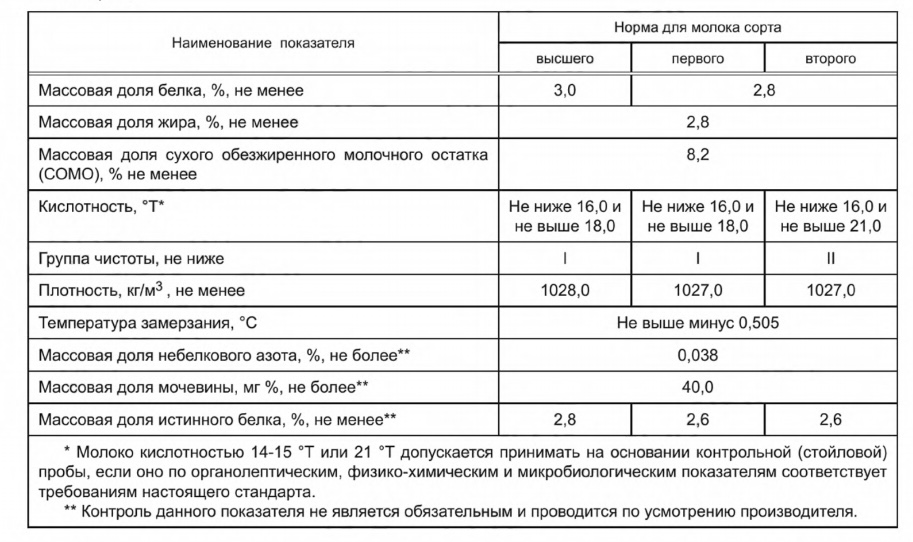 Наименование показателя
Норма для молока сорта
высшего первого второго
Массовая доля белка, %, не менее 3,0 2,8
Массовая доля жира, %, не менее 2,8
Массовая доля сухого обезжиренного молочного остатка
(СОМО), % не менее 8,2
Кислотность, °Т* Не ниже 16,0 и Не ниже 16,0 и Не ниже 16,0 и
не выше 18,0 не выше 18,0 не выше 21,0
Группа чистоты, не ниже I I II
Плотность, кг/м³ , не менее 1028,0 1027,0 1027,0
Температура замерзания, °С Не выше минус 0,505
Массовая доля небелкового азота, %, не более** 0,038
Массовая доля мочевины, мг %, не более** 40,0
Массовая доля истинного белка, %, не менее** 2,8 2,6 2,6
* Молоко кислотностью 14-15 °Т или 21 °Т допускается принимать на основании контрольной (стойловой)
пробы, если оно по органолептическим, физико-химическим и микробиологическим показателям соответствует
требованиям настоящего стандарта.
** Контроль данного показателя не является обязательным и проводится по усмотрению производителя.